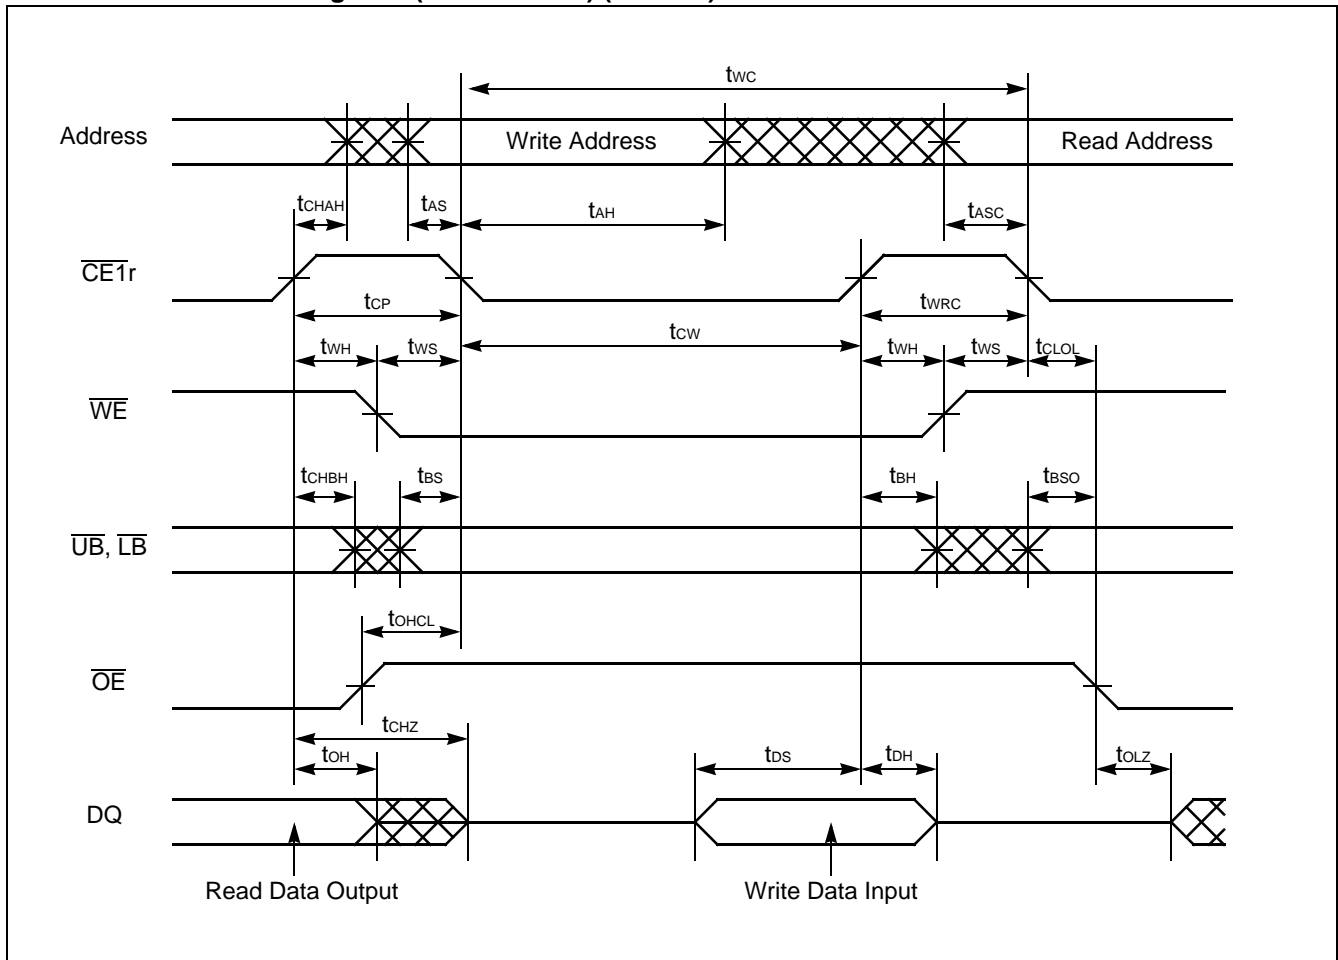 tWC
Address
Write Address
Read Address
tCHAH
tAS
tAH
tASC
CE1r
tCP
tWRC
tCW
tWH
tWS
tWH
tWS
tCLOL
WE
tCHBH
tBS
tBH
tBSO
UB, LB
tOHCL
OE
tCHZ
tOH
tDS
tDH
tOLZ
DQ
Read Data Output
Write Data Input